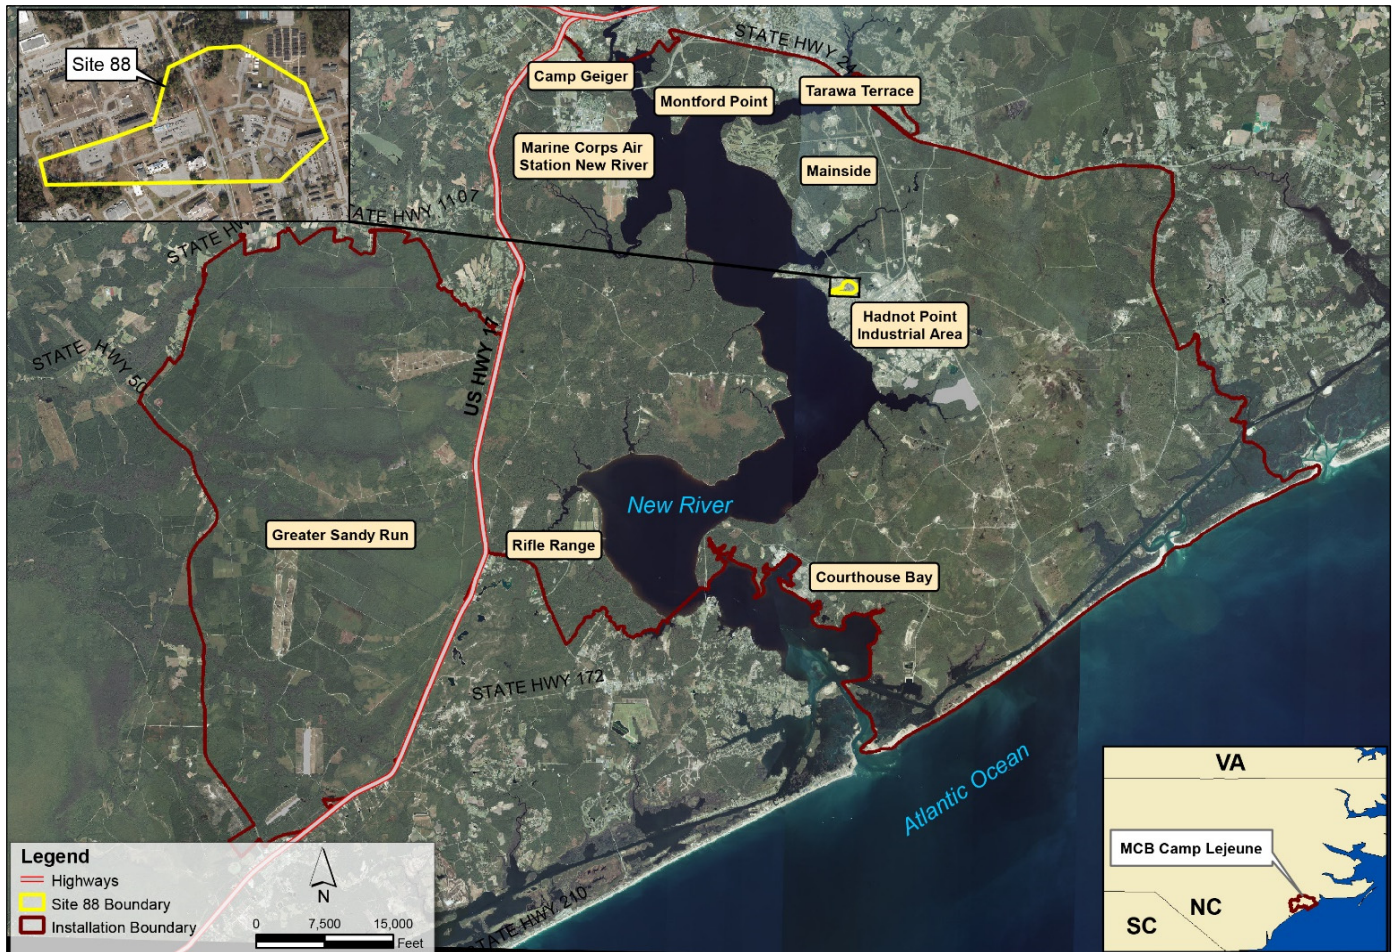 Site 88
Camp Geiger
STATE HWY 24
Montford Point
Tarawa Terrace
Marine Corps Air
Station New River
Mainside
STATE HWY 1107
STATE HW
Hadnot Point
Industrial Area
STATE HWY 50
US HWY 17
New River
Greater Sandy Run
Rifle Range
Courthouse Bay
STATE HWY 172
Atlantic Ocean
STATE HWY 210
Legend
Highways
Site 88 Boundary
Installation Boundary
N
0 7,500 15,000
Feet
VA
MCB Camp Lejeune
NC
SC